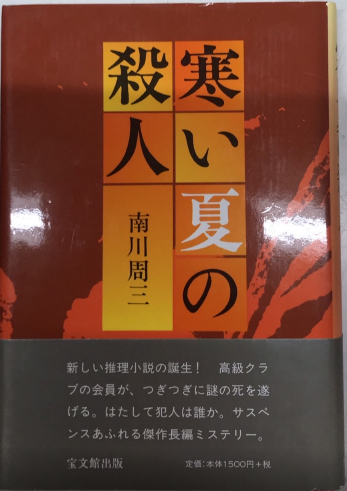 寒い夏の
殺人
南川周三
新しい推理小説の誕生！　高級クラ
ブの会員が、つぎつぎに謎の死を遂
げる。はたして犯人は誰か。サスペ
ンスあふれる傑作長編ミステリー。
宝文館出版
定価：本体1500円＋税